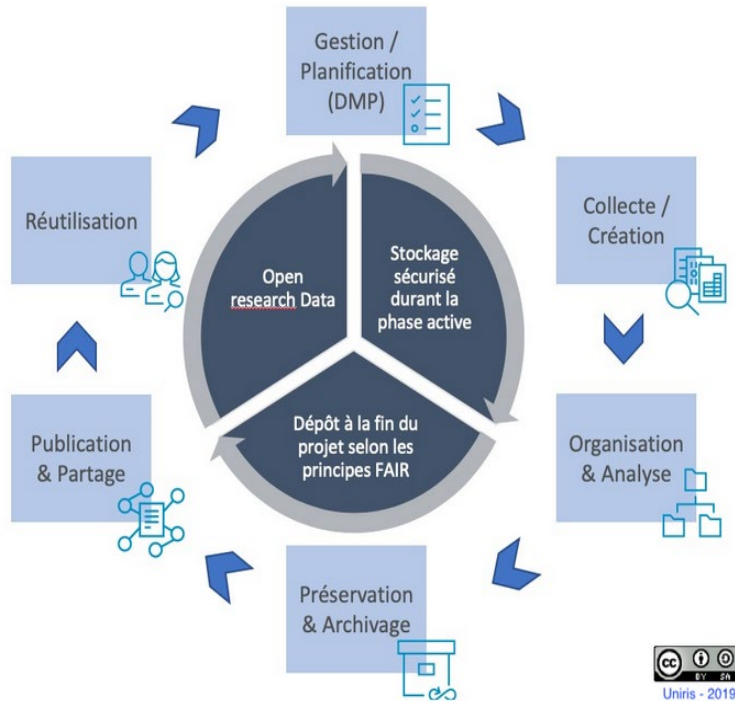 Gestion /
Planification
(DMP)
Collecte /
Création
Organisation
& Analyse
Préservation
& Archivage
Publication
& Partage
Réutilisation
Open
research Data
Stockage
sécurisé
durant la
phase active
Dépôt à la fin du
projet selon les
principes FAIR
cc
BY SA
Uniris - 2019